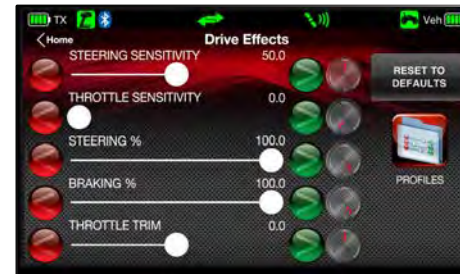 TX
Veh
Home
Drive Effects
STEERING SENSITIVITY 50.0
RESET TO
DEFAULTS
THROTTLE SENSITIVITY 0.0
STEERING % 100.0
PROFILES
BRAKING % 100.0
THROTTLE TRIM 0.0